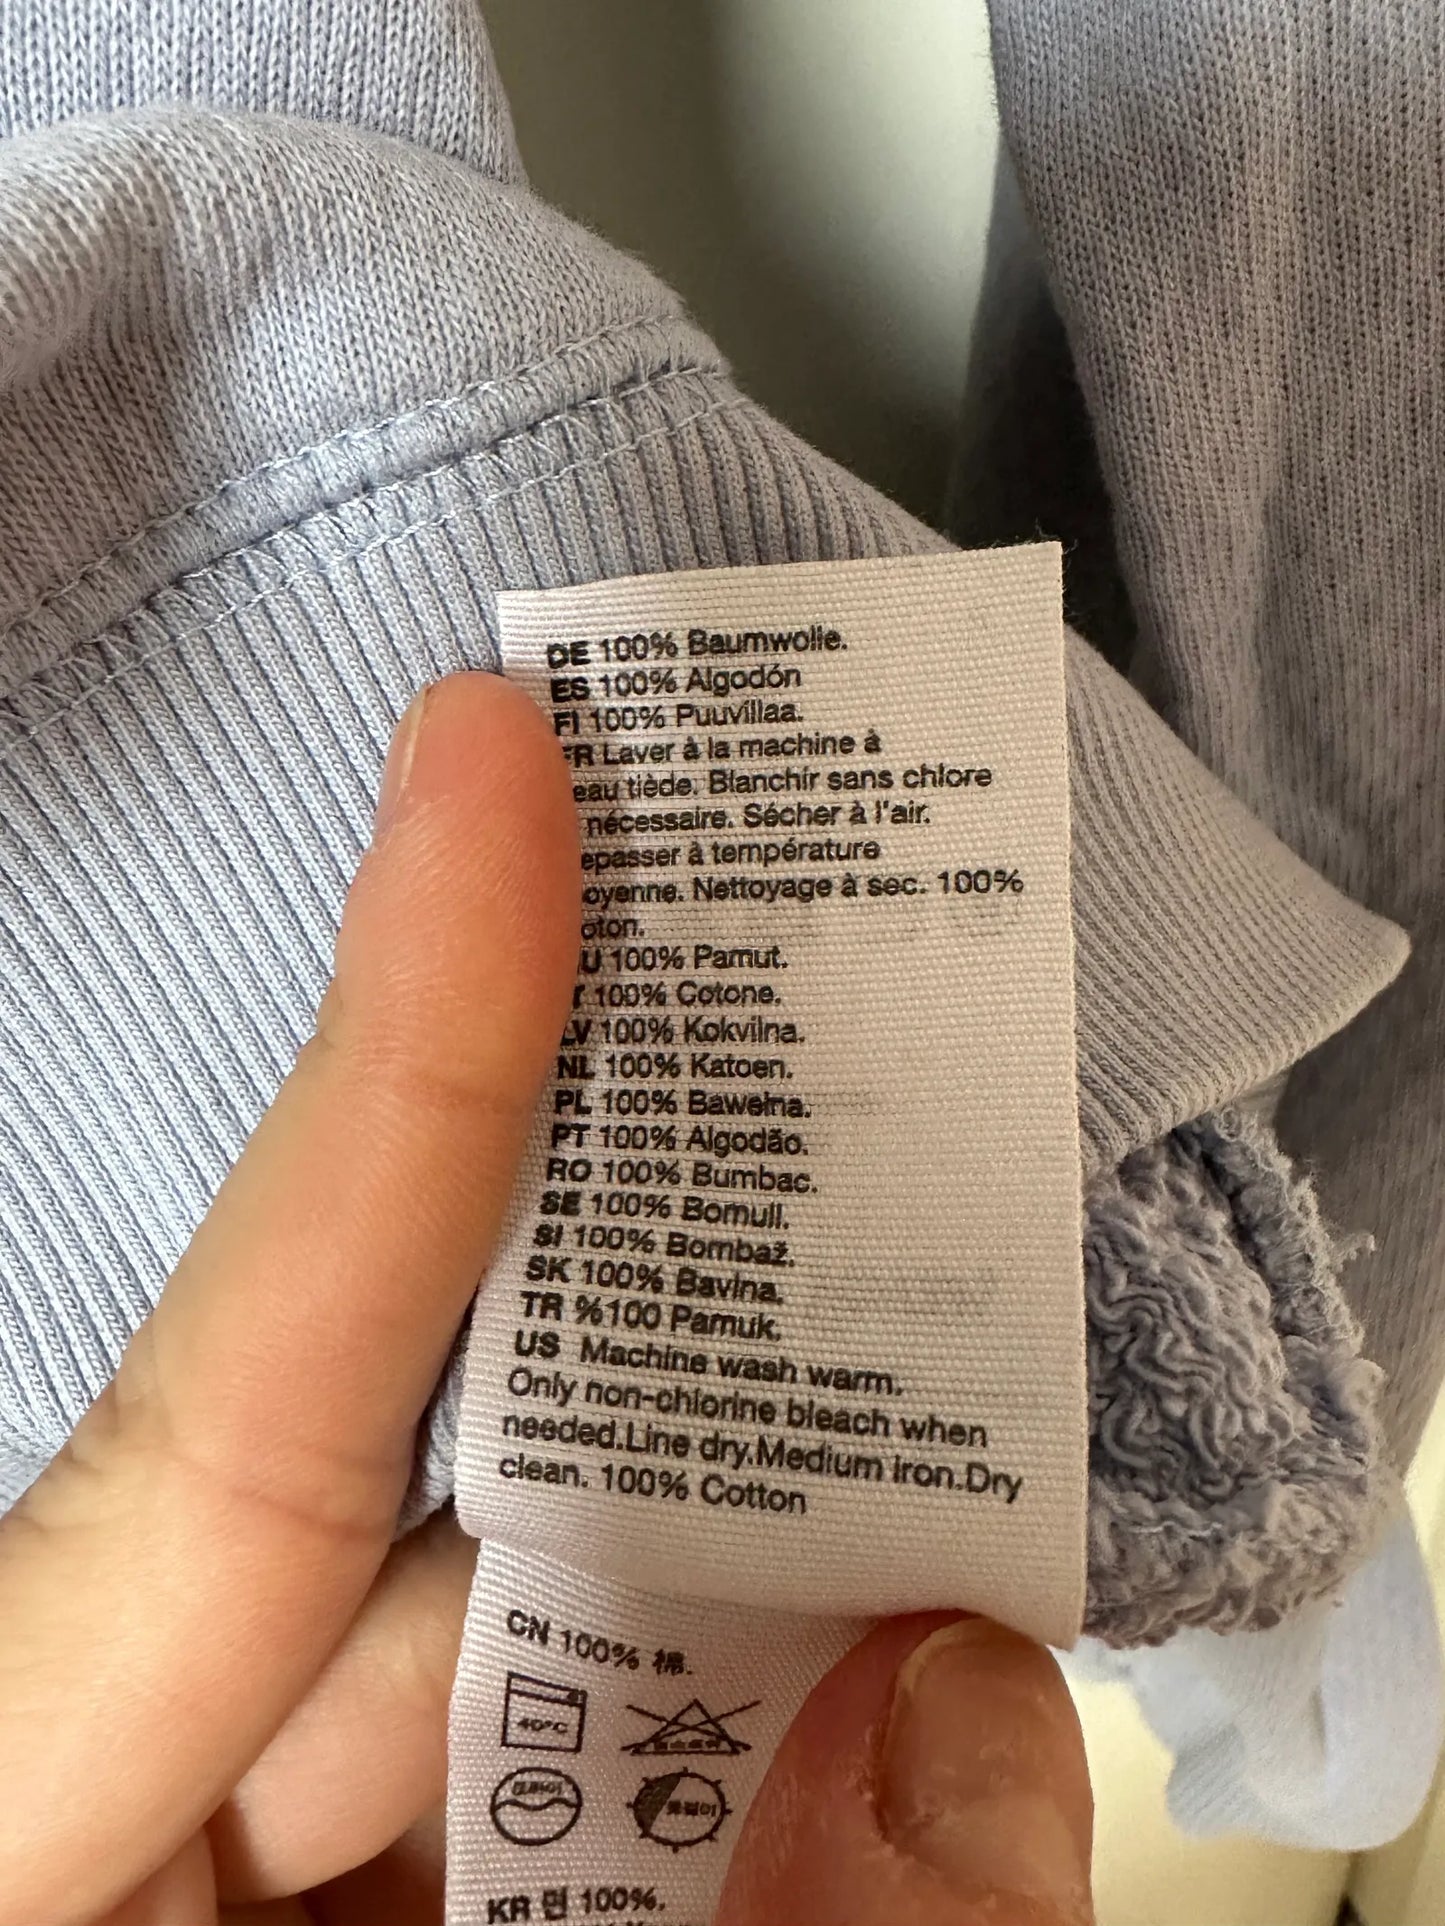 DE 100% Baumwolle.
ES 100% Algodón
FI 100% Puuvillaa.
FR Laver à la machine à
eau tiède. Blanchir sans chlore
nécessaire. Sécher à l'air.
epasser à température
oyenne. Nettoyage à sec. 100%
oton.
U 100% Pamut.
100% Cotone.
LV 100% Kokvilna.
NL 100% Katoen.
PL 100% Bawełna.
PT 100% Algodão.
RO 100% Bumbac.
SE 100% Bomull.
SI 100% Bombaž.
SK 100% Bavlna.
TR %100 Pamuk.
US Machine wash warm.
Only non-chlorine bleach when
needed.Line dry.Medium iron.Dry
clean. 100% Cotton
CN 100% 棉.
40°C
KR 면 100%.